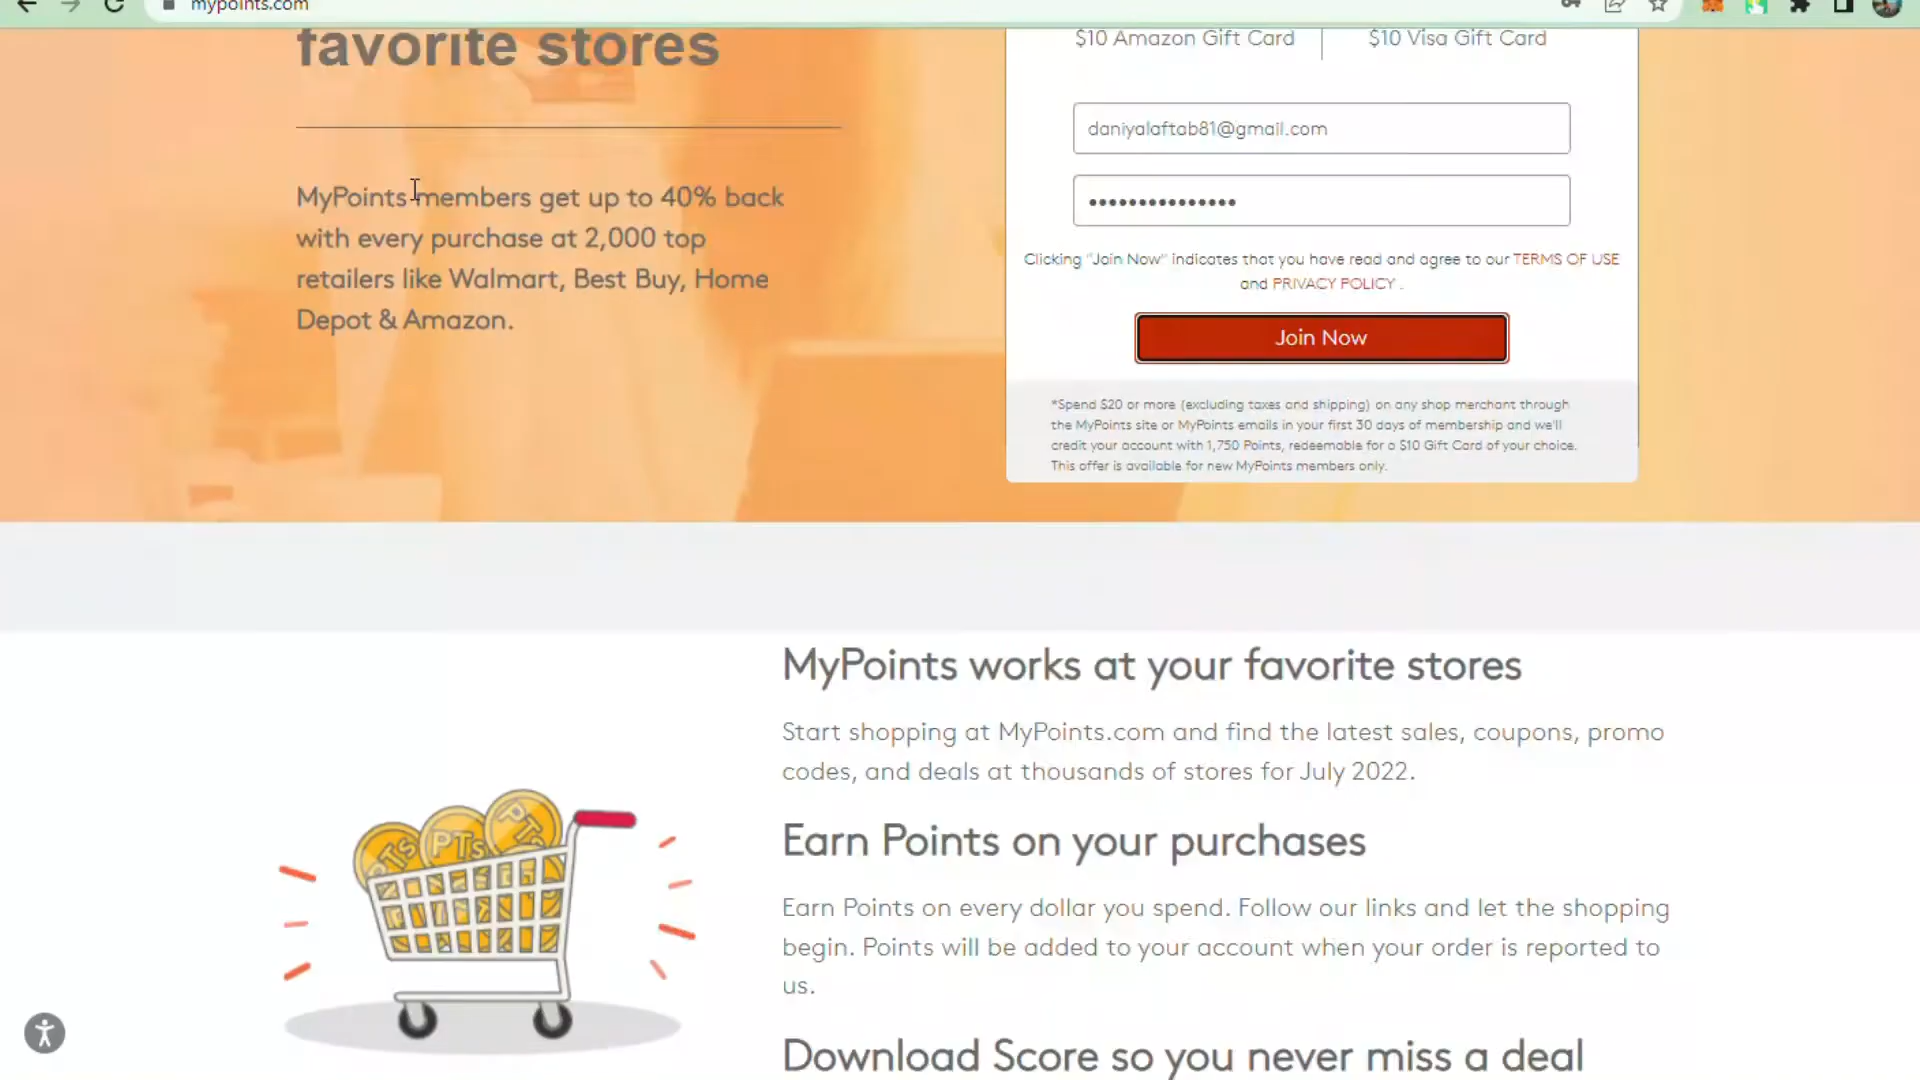 mypoints.com
favorite stores
MyPoints members get up to 40% back
with every purchase at 2,000 top
retailers like Walmart, Best Buy, Home
Depot & Amazon.
$10 Amazon Gift Card
$10 Visa Gift Card
daniyalaftab81@gmail.com
•••••••••••••••
Clicking "Join Now" indicates that you have read and agree to our TERMS OF USE
and PRIVACY POLICY .
Join Now
*Spend $20 or more (excluding taxes and shipping) on any shop merchant through
the MyPoints site or MyPoints emails in your first 30 days of membership and we'll
credit your account with 1,750 Points, redeemable for a $10 Gift Card of your choice.
This offer is available for new MyPoints members only.
MyPoints works at your favorite stores
Start shopping at MyPoints.com and find the latest sales, coupons, promo
codes, and deals at thousands of stores for July 2022.
Earn Points on your purchases
Earn Points on every dollar you spend. Follow our links and let the shopping
begin. Points will be added to your account when your order is reported to
us.
PTs PTs PTs
Download Score so you never miss a deal